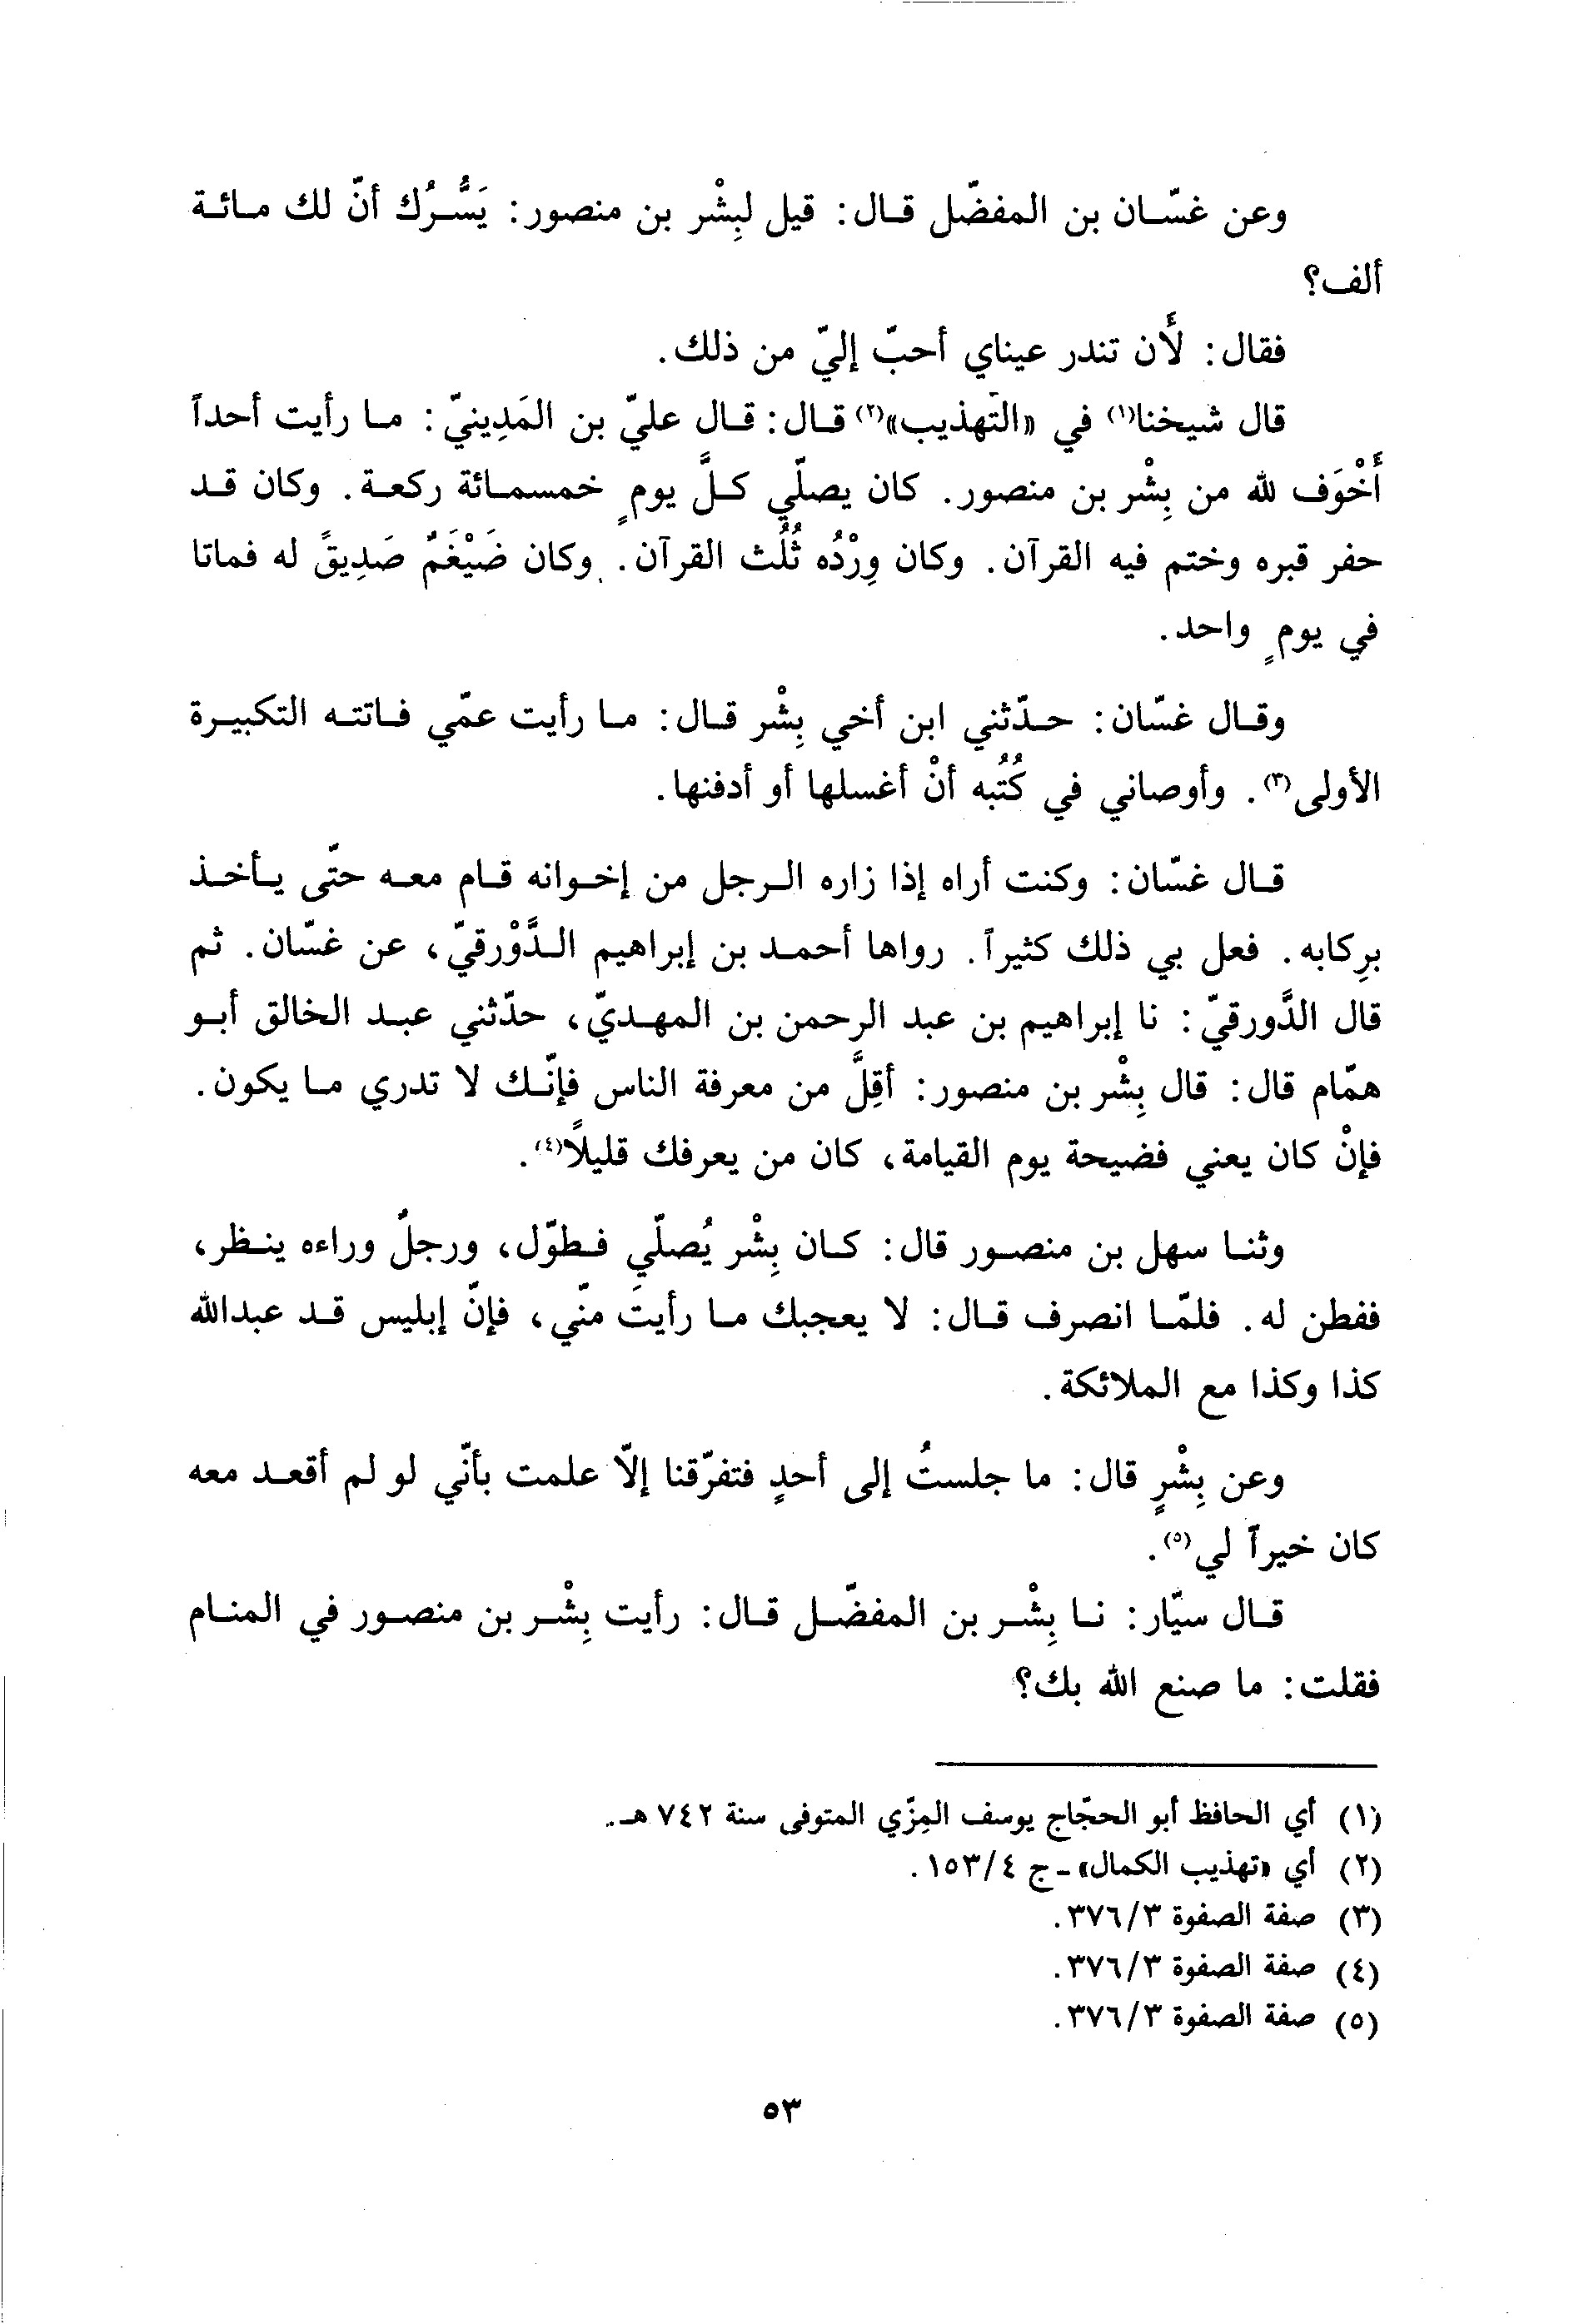 وعن غسّان بن المفضّل قال: قيل لبِشْر بن منصور: يَسُّرُك أنّ لك مائة
ألف؟
فقال: لأَن تندر عيناي أحبّ إليّ من ذلك.
قال شيخنا(١) في «التهذيب»(٢) قال: قال عليّ بن المَدِينيّ: ما رأيت أحداً
أَخْوَف لله من بِشْر بن منصور. كان يصلّي كلَّ يومٍ خمسمائة ركعة. وكان قد
حفر قبره وختم فيه القرآن. وكان وِرْدُه ثُلُث القرآن. وكان ضَيْغَمٌ صَدِيقً له فماتا
في يومٍ واحد.
وقال غسّان: حدّثني ابن أخي بِشْر قال: ما رأيت عمّي فاتته التكبيرة
الأولى(٣). وأوصاني في كُتُبه أنْ أغسلها أو أدفنها.
قال غسّان: وكنت أراه إذا زاره الرجل من إخوانه قام معه حتّى يأخذ
برِكابه. فعل بي ذلك كثيراً. رواها أحمد بن إبراهيم الدَّوْرقيّ، عن غسّان. ثم
قال الدَّورقيّ: نا إبراهيم بن عبد الرحمن بن المهديّ، حدّثني عبد الخالق أبو
همّام قال: قال بِشْر بن منصور: أقِلَّ من معرفة الناس فإنّك لا تدري ما يكون.
فإنْ كان يعني فضيحة يوم القيامة، كان من يعرفك قليلاً(٤).
وثنا سهل بن منصور قال: كان بِشْر يُصلّي فطوّل، ورجلٌ وراءه ينظر،
ففطن له. فلمّا انصرف قال: لا يعجبك ما رأيتَ منّي، فإنّ إبليس قد عبدالله
كذا وكذا مع الملائكة.
وعن بِشْرٍ قال: ما جلستُ إلى أحدٍ فتفرّقنا إلّا علمت بأنّي لو لم أقعد معه
كان خيراً لي(٥).
قال سيّار: نا بِشْر بن المفضّل قال: رأيت بِشْر بن منصور في المنام
فقلت: ما صنع الله بك؟
(١) أي الحافظ أبو الحجّاج يوسف المِزّي المتوفى سنة ٧٤٢ هـ.
(٢) أي «تهذيب الكمال» - ج ٤/١٥٣.
(٣) صفة الصفوة ٣/٣٧٦.
(٤) صفة الصفوة ٣/٣٧٦.
(٥) صفة الصفوة ٣/٣٧٦.
٥٣